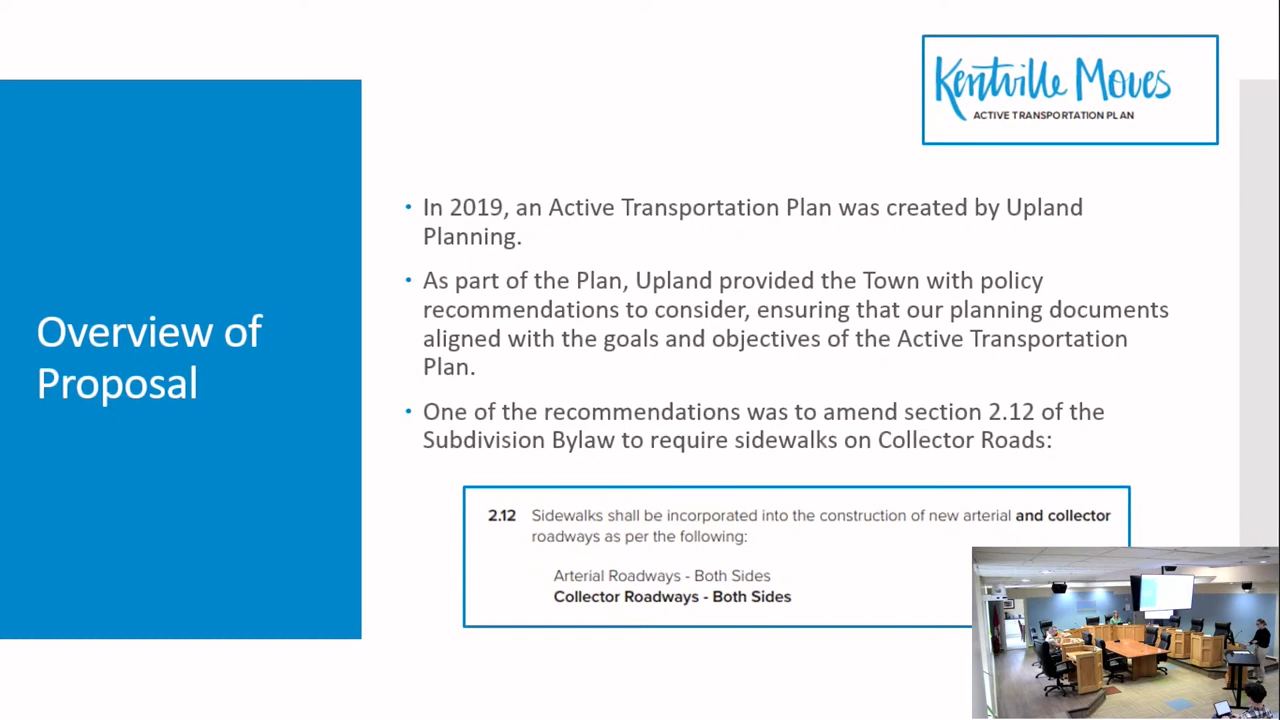 Kentville Moves
ACTIVE TRANSPORTATION PLAN
Overview of
Proposal
• In 2019, an Active Transportation Plan was created by Upland
Planning.
• As part of the Plan, Upland provided the Town with policy
recommendations to consider, ensuring that our planning documents
aligned with the goals and objectives of the Active Transportation
Plan.
• One of the recommendations was to amend section 2.12 of the
Subdivision Bylaw to require sidewalks on Collector Roads:
2.12 Sidewalks shall be incorporated into the construction of new arterial and collector
roadways as per the following:
Arterial Roadways - Both Sides
Collector Roadways - Both Sides